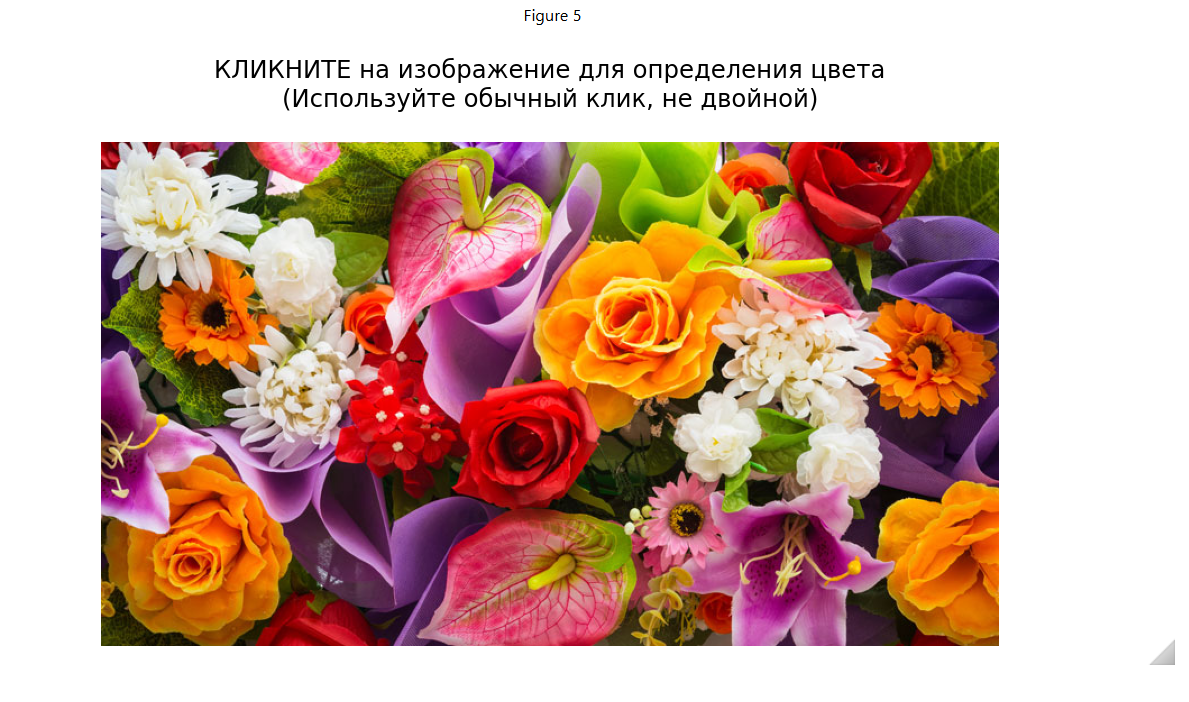 Figure 5
КЛИКНИТЕ на изображение для определения цвета
(Используйте обычный клик, не двойной)